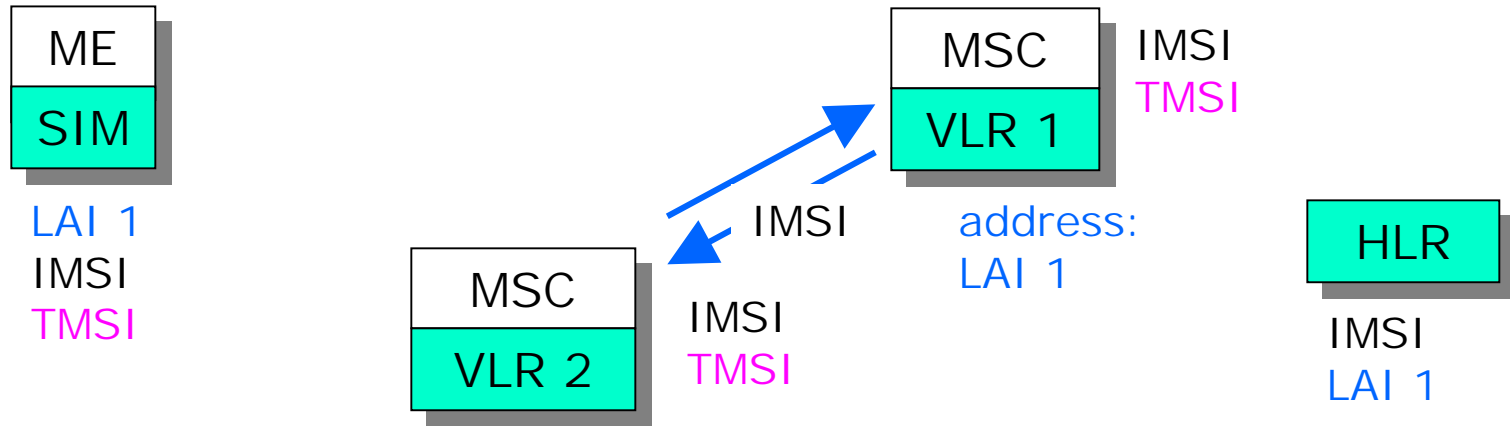 ME
SIM
LAI 1
IMSI
TMSI
MSC
VLR 2
IMSI
TMSI
IMSI
MSC
VLR 1
IMSI
TMSI
address:
LAI 1
HLR
IMSI
LAI 1